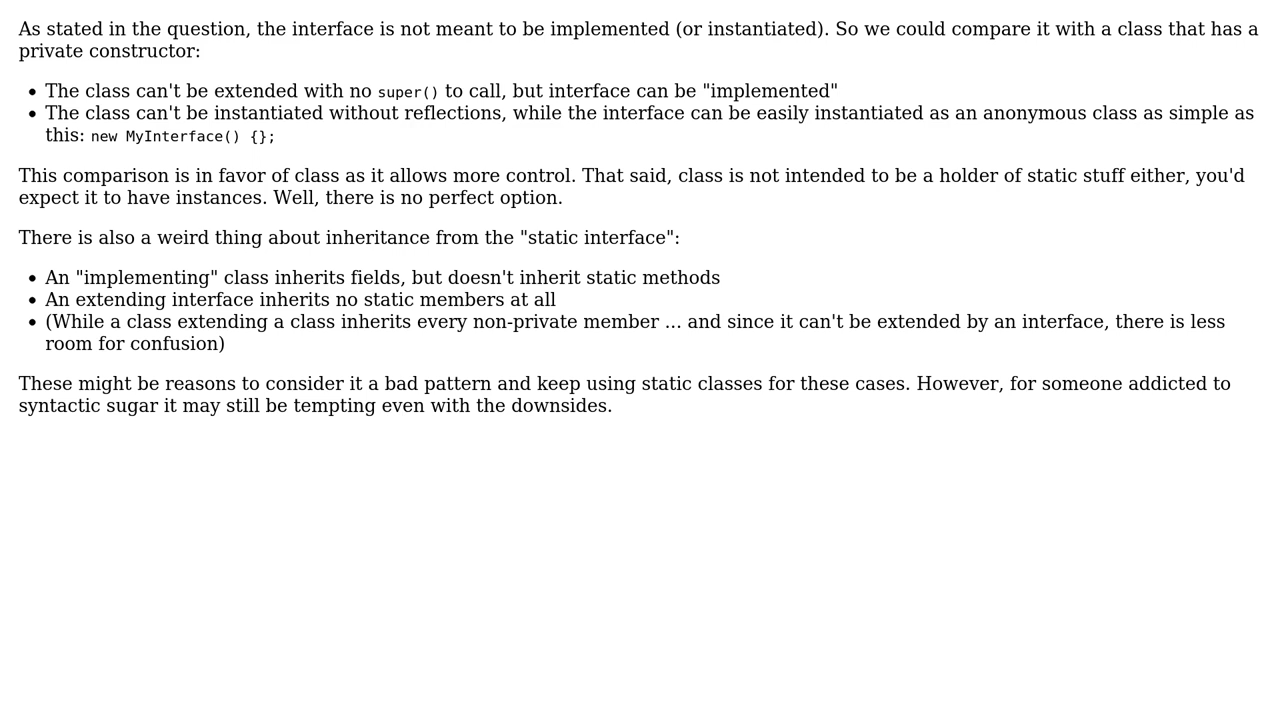 As stated in the question, the interface is not meant to be implemented (or instantiated). So we could compare it with a class that has a
private constructor:
• The class can't be extended with no super() to call, but interface can be "implemented"
• The class can't be instantiated without reflections, while the interface can be easily instantiated as an anonymous class as simple as
this: new MyInterface() {};
This comparison is in favor of class as it allows more control. That said, class is not intended to be a holder of static stuff either, you'd
expect it to have instances. Well, there is no perfect option.
There is also a weird thing about inheritance from the "static interface":
• An "implementing" class inherits fields, but doesn't inherit static methods
• An extending interface inherits no static members at all
• (While a class extending a class inherits every non-private member ... and since it can't be extended by an interface, there is less
room for confusion)
These might be reasons to consider it a bad pattern and keep using static classes for these cases. However, for someone addicted to
syntactic sugar it may still be tempting even with the downsides.